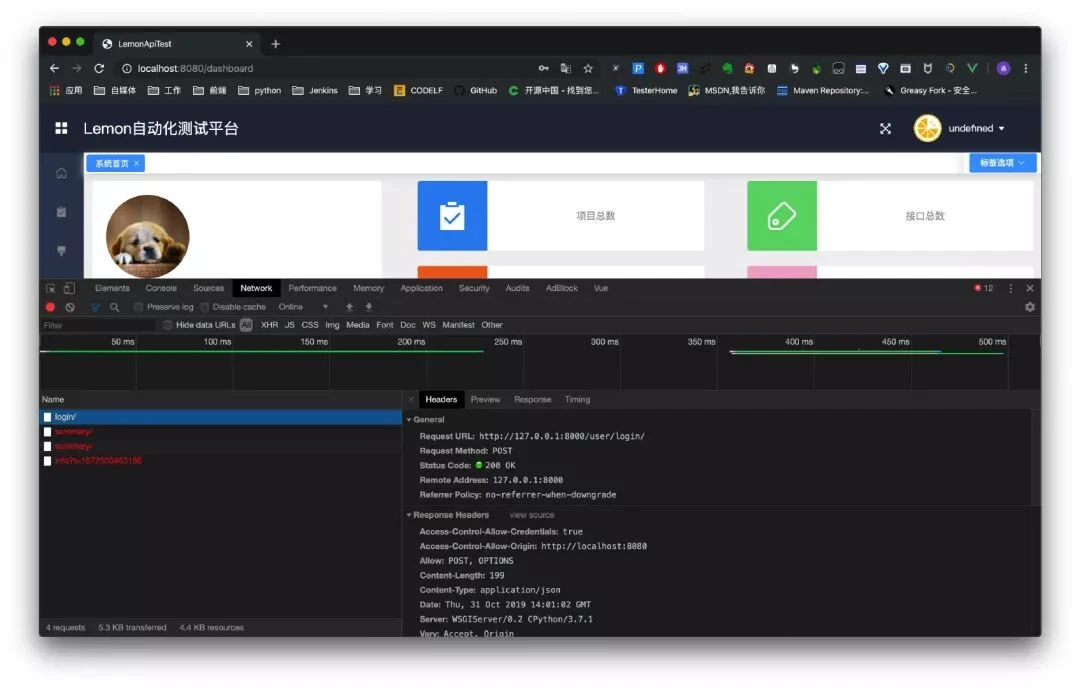 LemonApiTest
localhost:8080/dashboard
应用 自媒体 工作 前端 python Jenkins 学习 CODELF GitHub 开源中国 - 找到您... TesterHome MSDN,我告诉你 Maven Repository:... Greasy Fork - 安全...
Lemon自动化测试平台 undefined
系统首页 标签选项
项目总数 接口总数
Elements Console Sources Network Performance Memory Application Security Audits AdBlock Vue 12
Preserve log Disable cache Online
Filter Hide data URLs All XHR JS CSS Img Media Font Doc WS Manifest Other
50 ms 100 ms 150 ms 200 ms 250 ms 300 ms 350 ms 400 ms 450 ms 500 ms
Name Headers Preview Response Timing
login/
summary/
summary/
General
Request URL: http://127.0.0.1:8000/user/login/
Request Method: POST
Status Code: 200 OK
Remote Address: 127.0.0.1:8000
Referrer Policy: no-referrer-when-downgrade
Response Headers view source
Access-Control-Allow-Credentials: true
Access-Control-Allow-Origin: http://localhost:8080
Allow: POST, OPTIONS
Content-Length: 199
Content-Type: application/json
Date: Thu, 31 Oct 2019 14:01:02 GMT
Server: WSGIServer/0.2 CPython/3.7.1
Vary: Accept, Origin
4 requests 5.3 KB transferred 4.4 KB resources